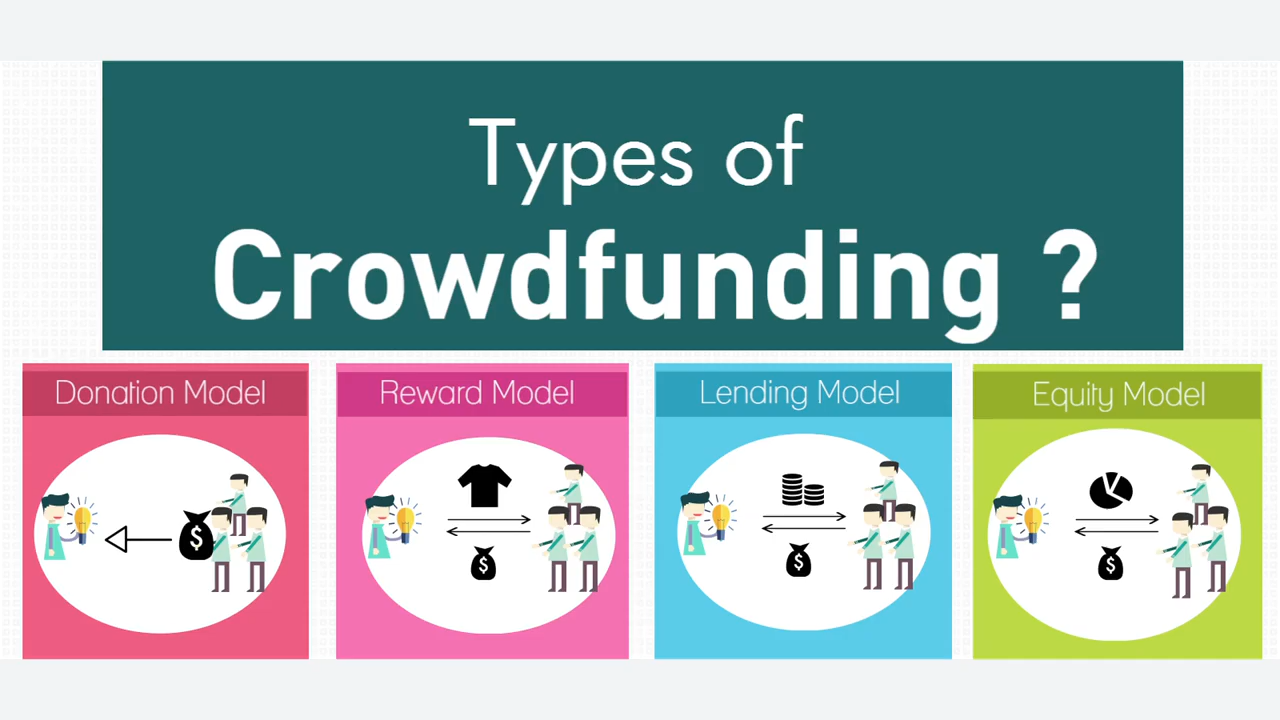 Types of
Crowdfunding ?
Donation Model
Reward Model
Lending Model
Equity Model
$
$
$
$